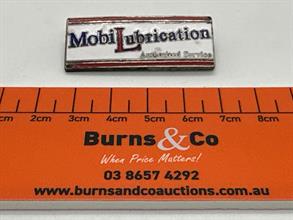 MobiLubrication
Authorised Service
cm 2cm 3cm 4cm 5cm 6cm 7cm 8cm
Burns & Co
When Price Matters!
03 8657 4292
www.burnsandcoauctions.com.au